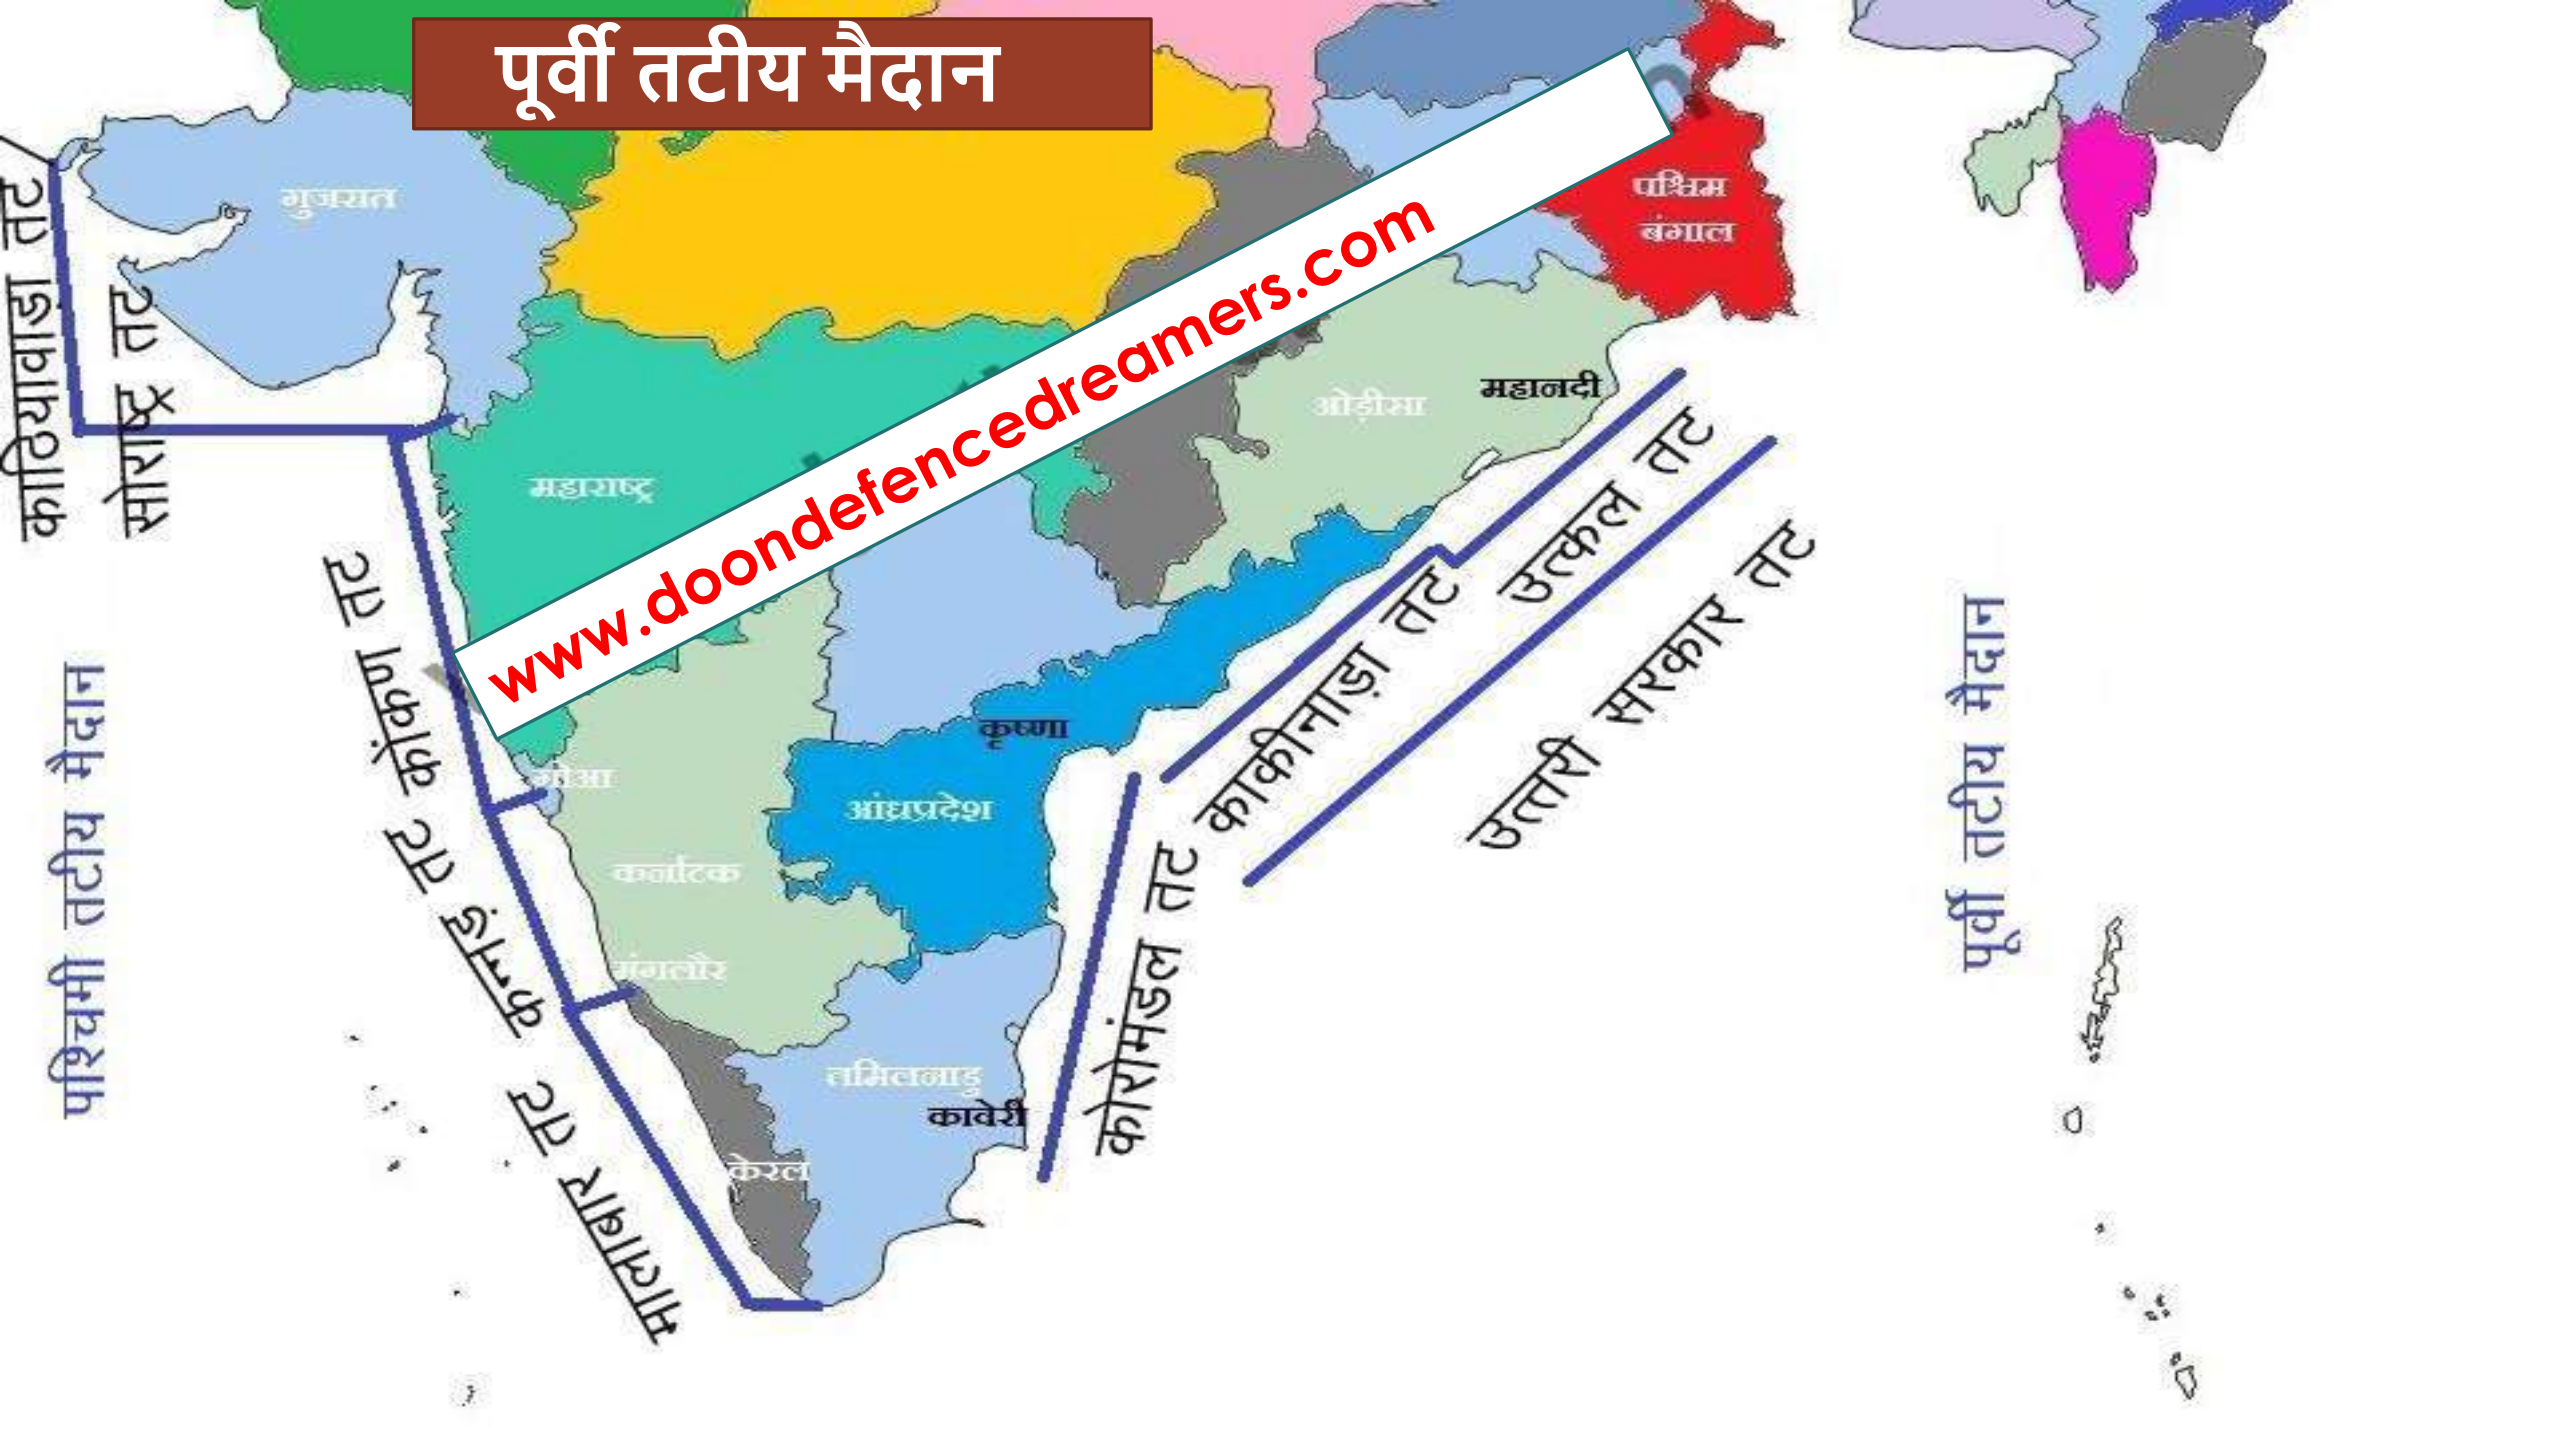 पूर्वी तटीय मैदान
www.doondefencedreamers.com
गुजरात
पश्चिम
बंगाल
काठियावाड़ा तट
सोराष्ट्र तट
महाराष्ट्र
ओड़ीसा
महानदी
उत्कल तट
उत्तरी सरकार तट
काकीनाड़ा तट
कोंकण तट
कृष्णा
गोआ
आंध्रप्रदेश
कर्नाटक
कन्नड़ तट
मंगलौर
कोरोमंडल तट
तमिलनाडु
कावेरी
केरल
मालाबार तट
पश्चिमी तटीय मैदान
पूर्वी तटीय मैदान